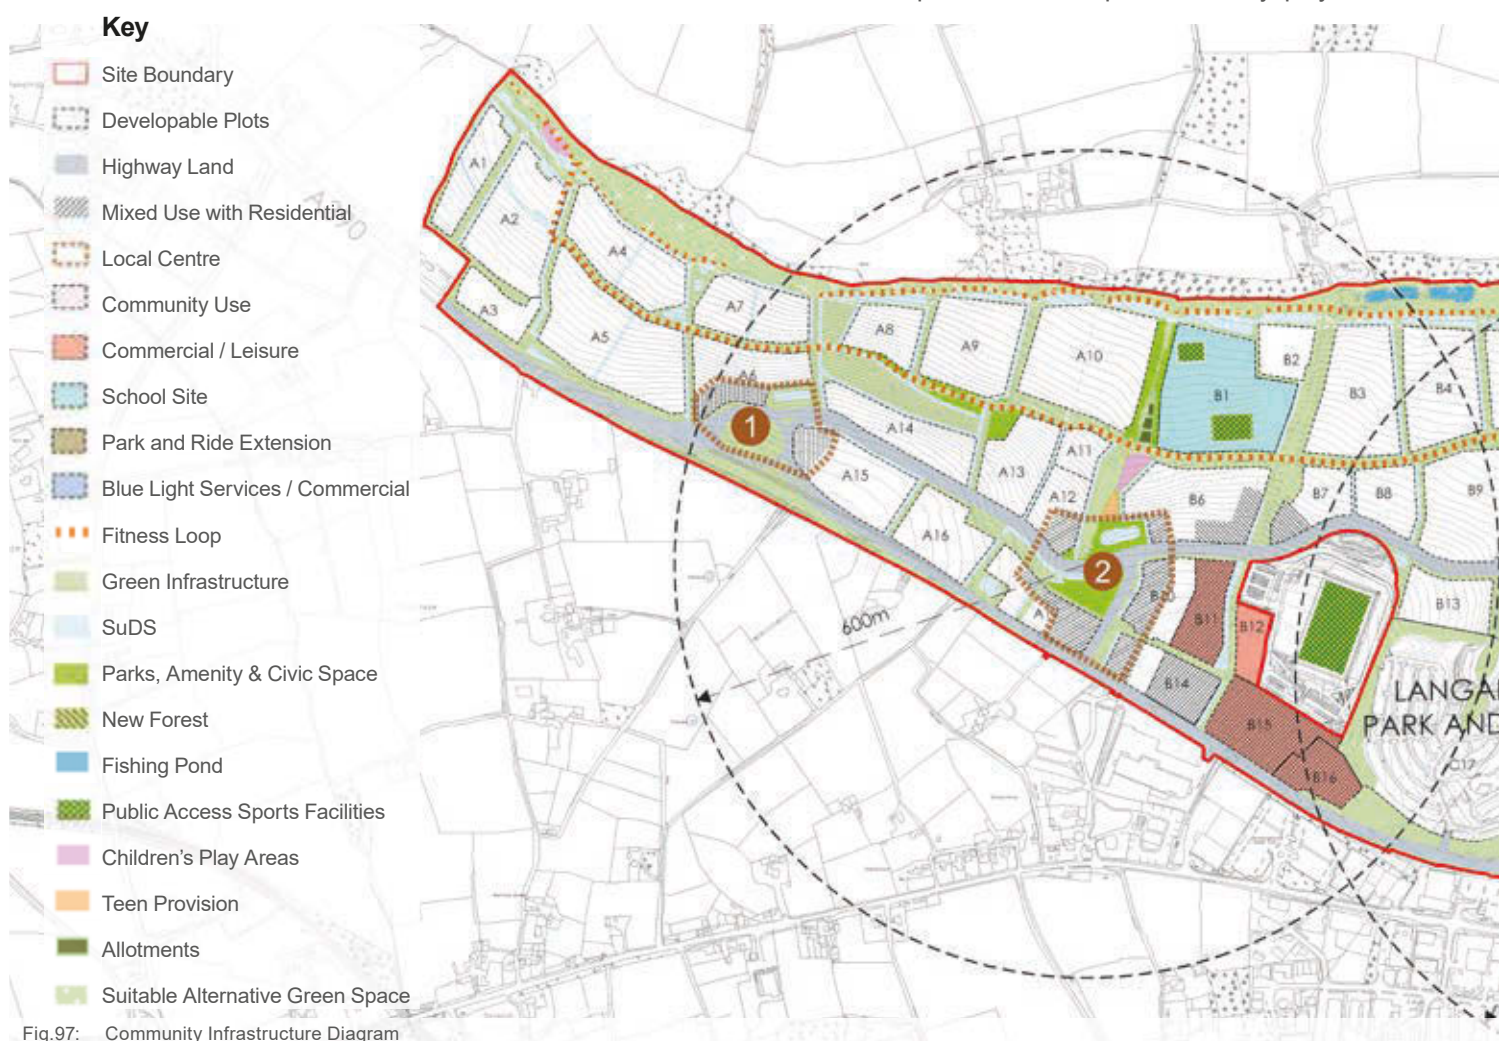 Key
Site Boundary
Developable Plots
Highway Land
Mixed Use with Residential
Local Centre
Community Use
Commercial / Leisure
School Site
Park and Ride Extension
Blue Light Services / Commercial
Fitness Loop
Green Infrastructure
SuDS
Parks, Amenity & Civic Space
New Forest
Fishing Pond
Public Access Sports Facilities
Children's Play Areas
Teen Provision
Allotments
Suitable Alternative Green Space
Fig.97: Community Infrastructure Diagram
A1
A2
A3
A4
A5
A6
A7
A8
A9
A10
A11
A12
A13
A14
A15
A16
B1
B2
B3
B4
B6
B7
B8
B9
B11
B12
B13
B14
B15
B16
C17
1
2
600m
LANGA
PARK AND